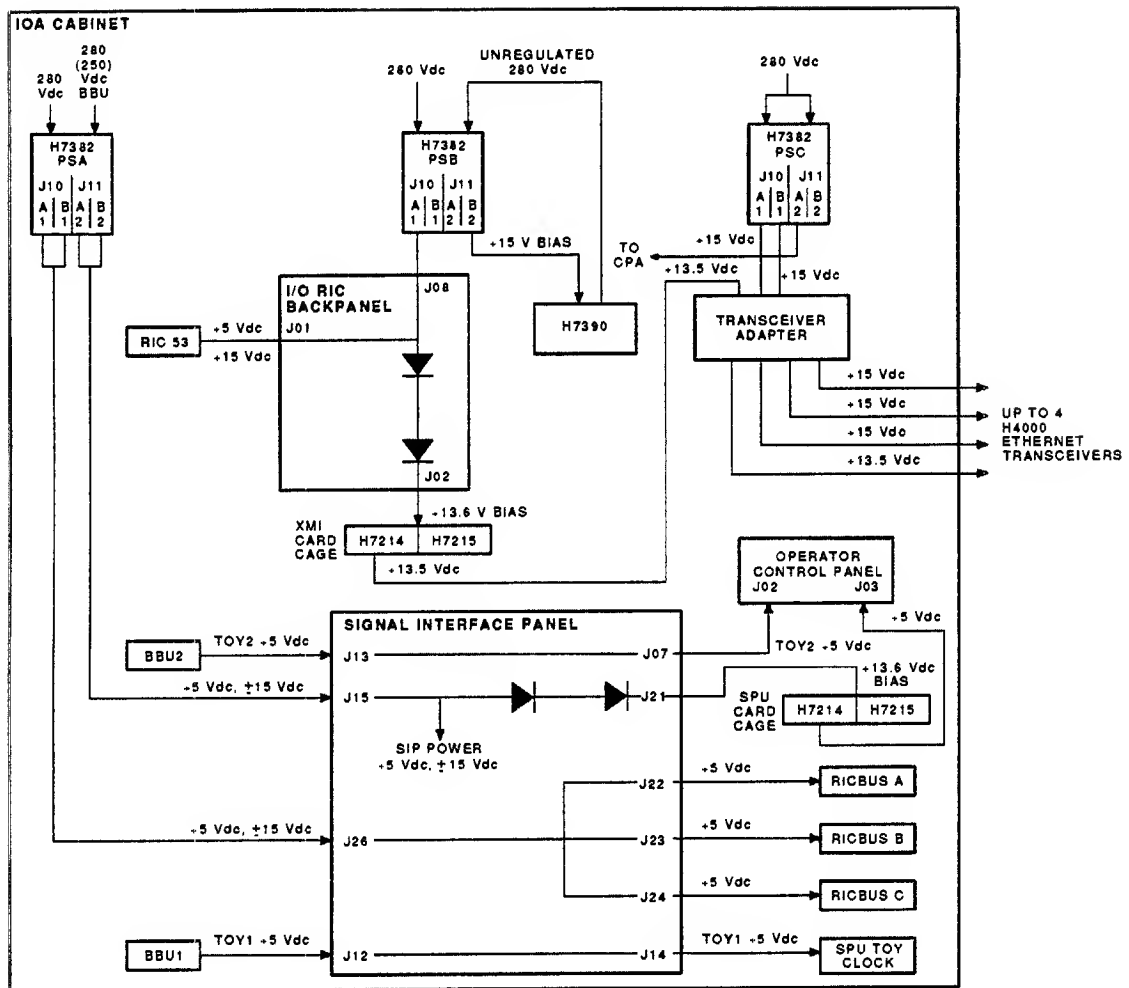 IOA CABINET
280
Vdc
280
(250)
Vdc
BBU
H7382
PSA
J10 J11
A B A B
1 1 2 2
280 Vdc
UNREGULATED
280 Vdc
H7382
PSB
J10 J11
A B A B
1 1 2 2
+15 V BIAS
H7390
280 Vdc
H7382
PSC
J10 J11
A B A B
1 1 2 2
TO
CPA
+15 Vdc
+13.5 Vdc
+15 Vdc
TRANSCEIVER
ADAPTER
+15 Vdc
+15 Vdc
+15 Vdc
+13.5 Vdc
UP TO 4
H4000
ETHERNET
TRANSCEIVERS
I/O RIC
BACKPANEL
J08
J01
J02
RIC 53
+5 Vdc
+15 Vdc
+13.6 V BIAS
XMI
CARD
CAGE
H7214 H7215
+13.5 Vdc
OPERATOR
CONTROL PANEL
J02 J03
+5 Vdc
TOY2 +5 Vdc
+13.6 Vdc
BIAS
SPU
CARD
CAGE
H7214 H7215
SIGNAL INTERFACE PANEL
BBU2
TOY2 +5 Vdc
J13 J07
+5 Vdc, ±15 Vdc
J15 J21
SIP POWER
+5 Vdc, ±15 Vdc
J22
+5 Vdc
RICBUS A
+5 Vdc, ±15 Vdc
J26 J23
+5 Vdc
RICBUS B
J24
+5 Vdc
RICBUS C
BBU1
TOY1 +5 Vdc
J12 J14
TOY1 +5 Vdc
SPU TOY
CLOCK